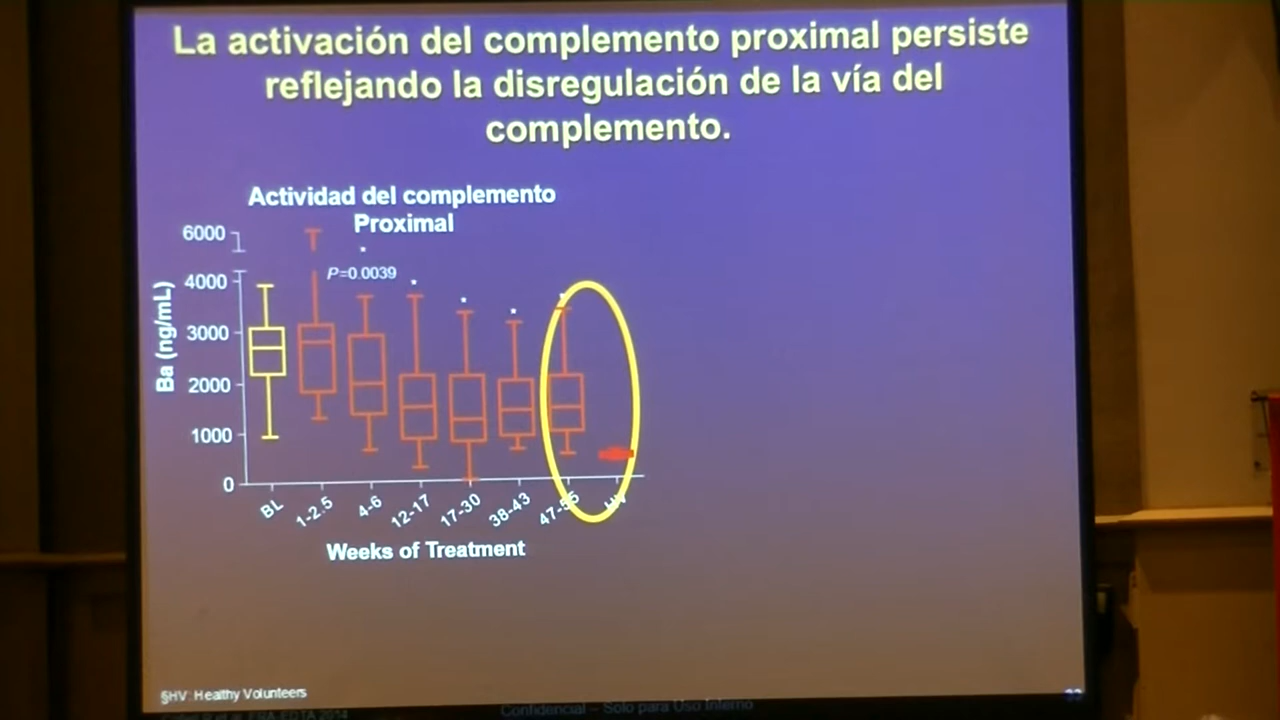 La activación del complemento proximal persiste
reflejando la disregulación de la vía del
complemento.
Actividad del complemento
Proximal
6000
P=0.0039
4000
3000
2000
1000
0
Ba (ng/mL)
BL
1-2.5
4-6
12-17
17-30
38-43
HV
Weeks of Treatment
§HV: Healthy Volunteers
Confidencial – Solo para Uso Interno